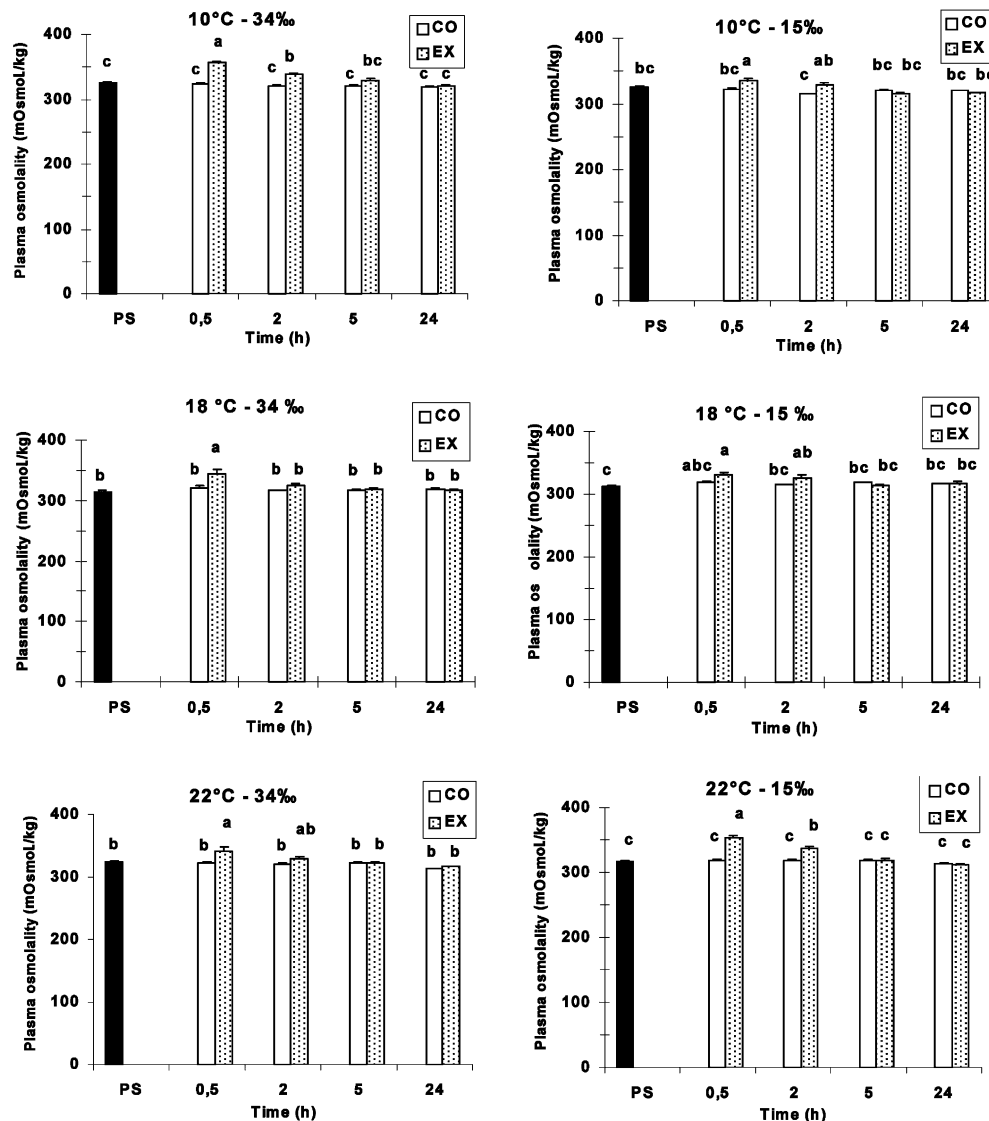 10°C - 34‰
CO
EX
Plasma osmolality (mOsmoL/kg)
400
300
200
100
0
c
c
a
c
b
c
bc
c
c
PS
0,5
2
5
24
Time (h)
10°C - 15‰
CO
EX
Plasma osmolality (mOsmoL/kg)
400
300
200
100
0
bc
bc
a
c
ab
bc
bc
bc
bc
PS
0,5
2
5
24
Time (h)
18 °C - 34 ‰
CO
EX
Plasma osmolality (mOsmoL/kg)
400
300
200
100
0
b
b
a
b
b
b
b
b
b
PS
0,5
2
5
24
Time (h)
18 °C - 15 ‰
CO
EX
Plasma os olality (mOsmoL/kg)
400
300
200
100
0
c
abc
a
bc
ab
bc
bc
bc
bc
PS
0,5
2
5
24
Time (h)
22°C - 34‰
CO
EX
Plasma osmolality (mOsmoL/kg)
400
300
200
100
0
b
b
a
b
ab
b
b
b
b
PS
0,5
2
5
24
Time (h)
22°C - 15‰
CO
EX
Plasma osmolality (mOsmoL/kg)
400
300
200
100
0
c
c
a
c
b
c
c
c
c
PS
0,5
2
5
24
Time (h)